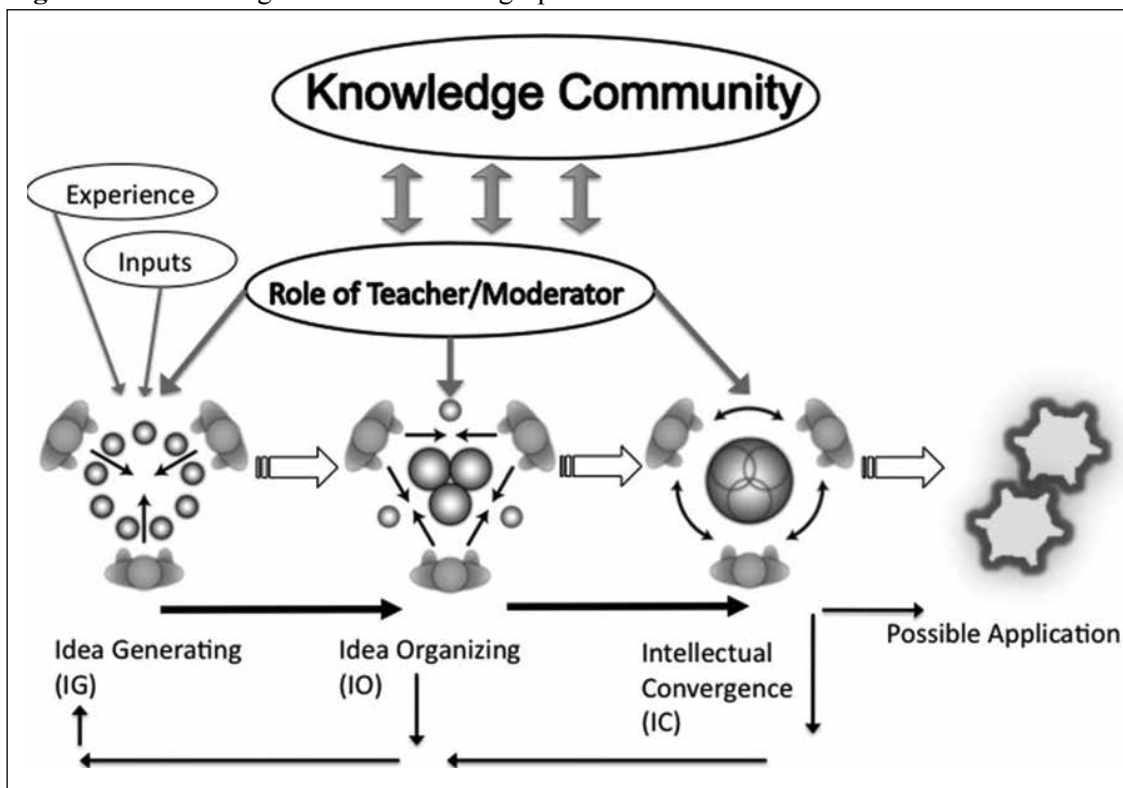 Knowledge Community
Experience
Inputs
Role of Teacher/Moderator
Idea Generating
(IG)
Idea Organizing
(IO)
Intellectual
Convergence
(IC)
Possible Application